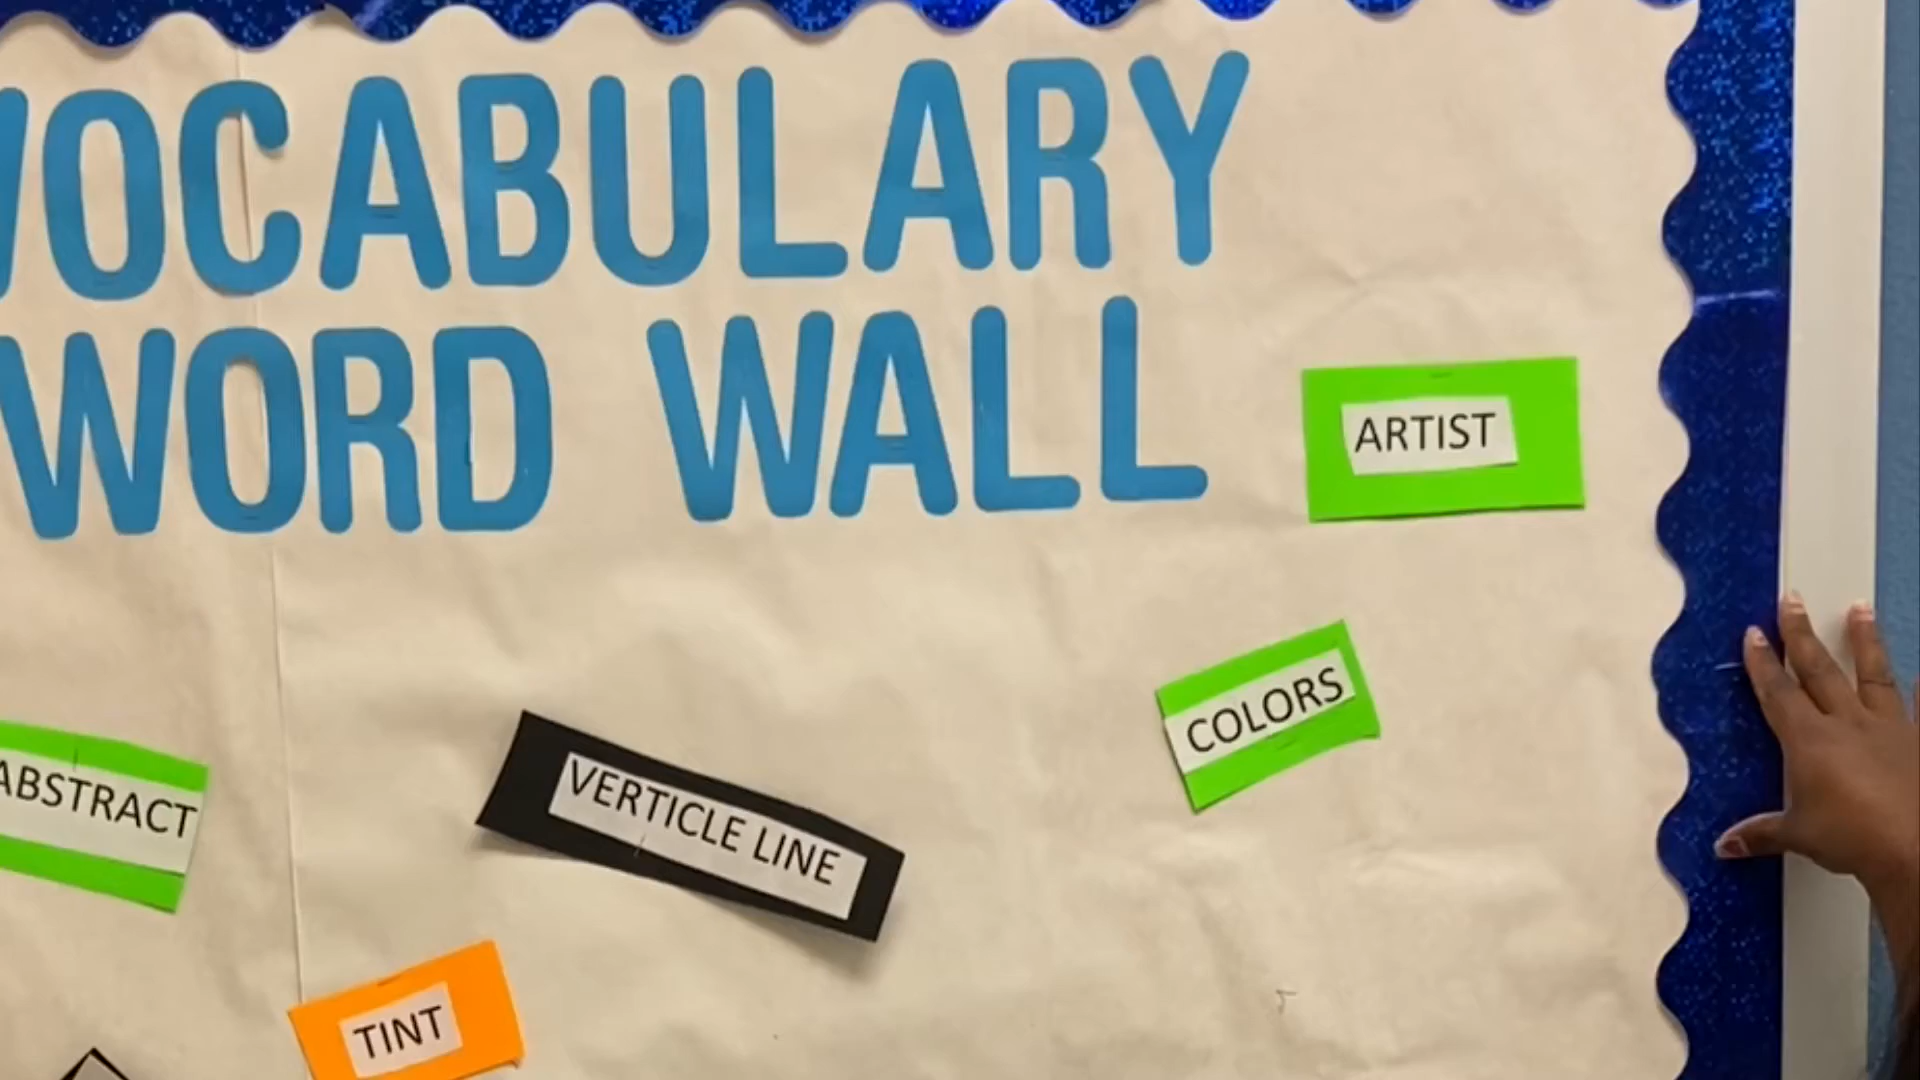 VOCABULARY
WORD WALL
ARTIST
COLORS
ABSTRACT
VERTICLE LINE
TINT